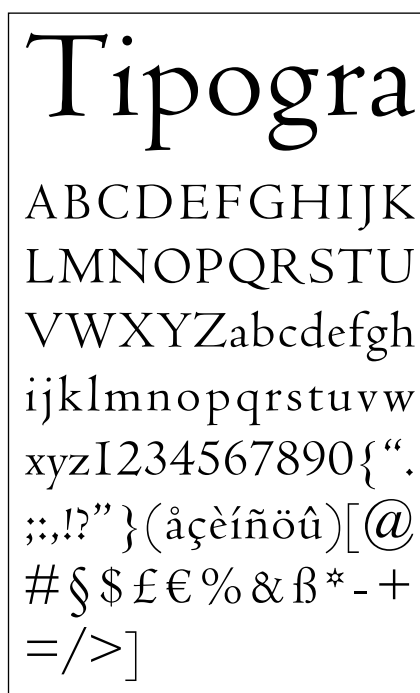 Tipogra
ABCDEFGHIJK
LMNOPQRSTU
VWXYZabcdefgh
ijklmnopqrstuvw
xyz1234567890{“.
;:,!?”}(åçèíñöû)[@
#§$£€%&ß*-+
=/>]